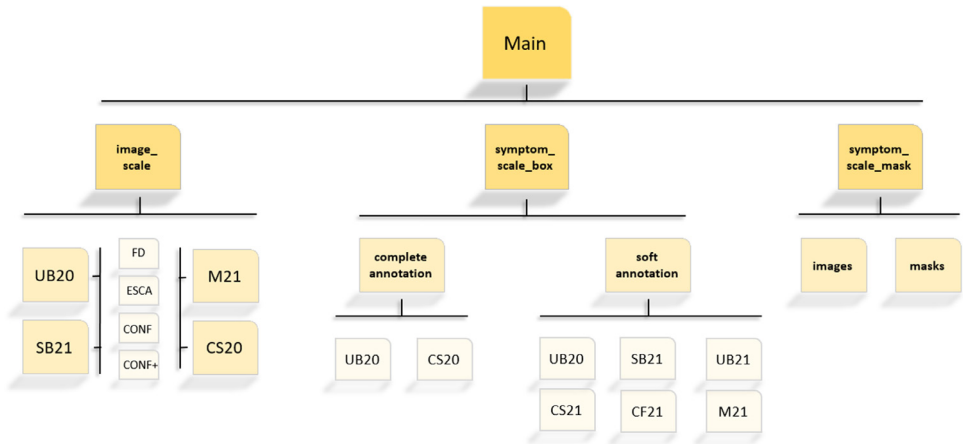 Main
image_
scale
symptom_
scale_box
symptom_
scale_mask
UB20
SB21
FD
ESCA
CONF
CONF+
M21
CS20
complete
annotation
soft
annotation
images
masks
UB20
CS20
UB20
SB21
UB21
CS21
CF21
M21